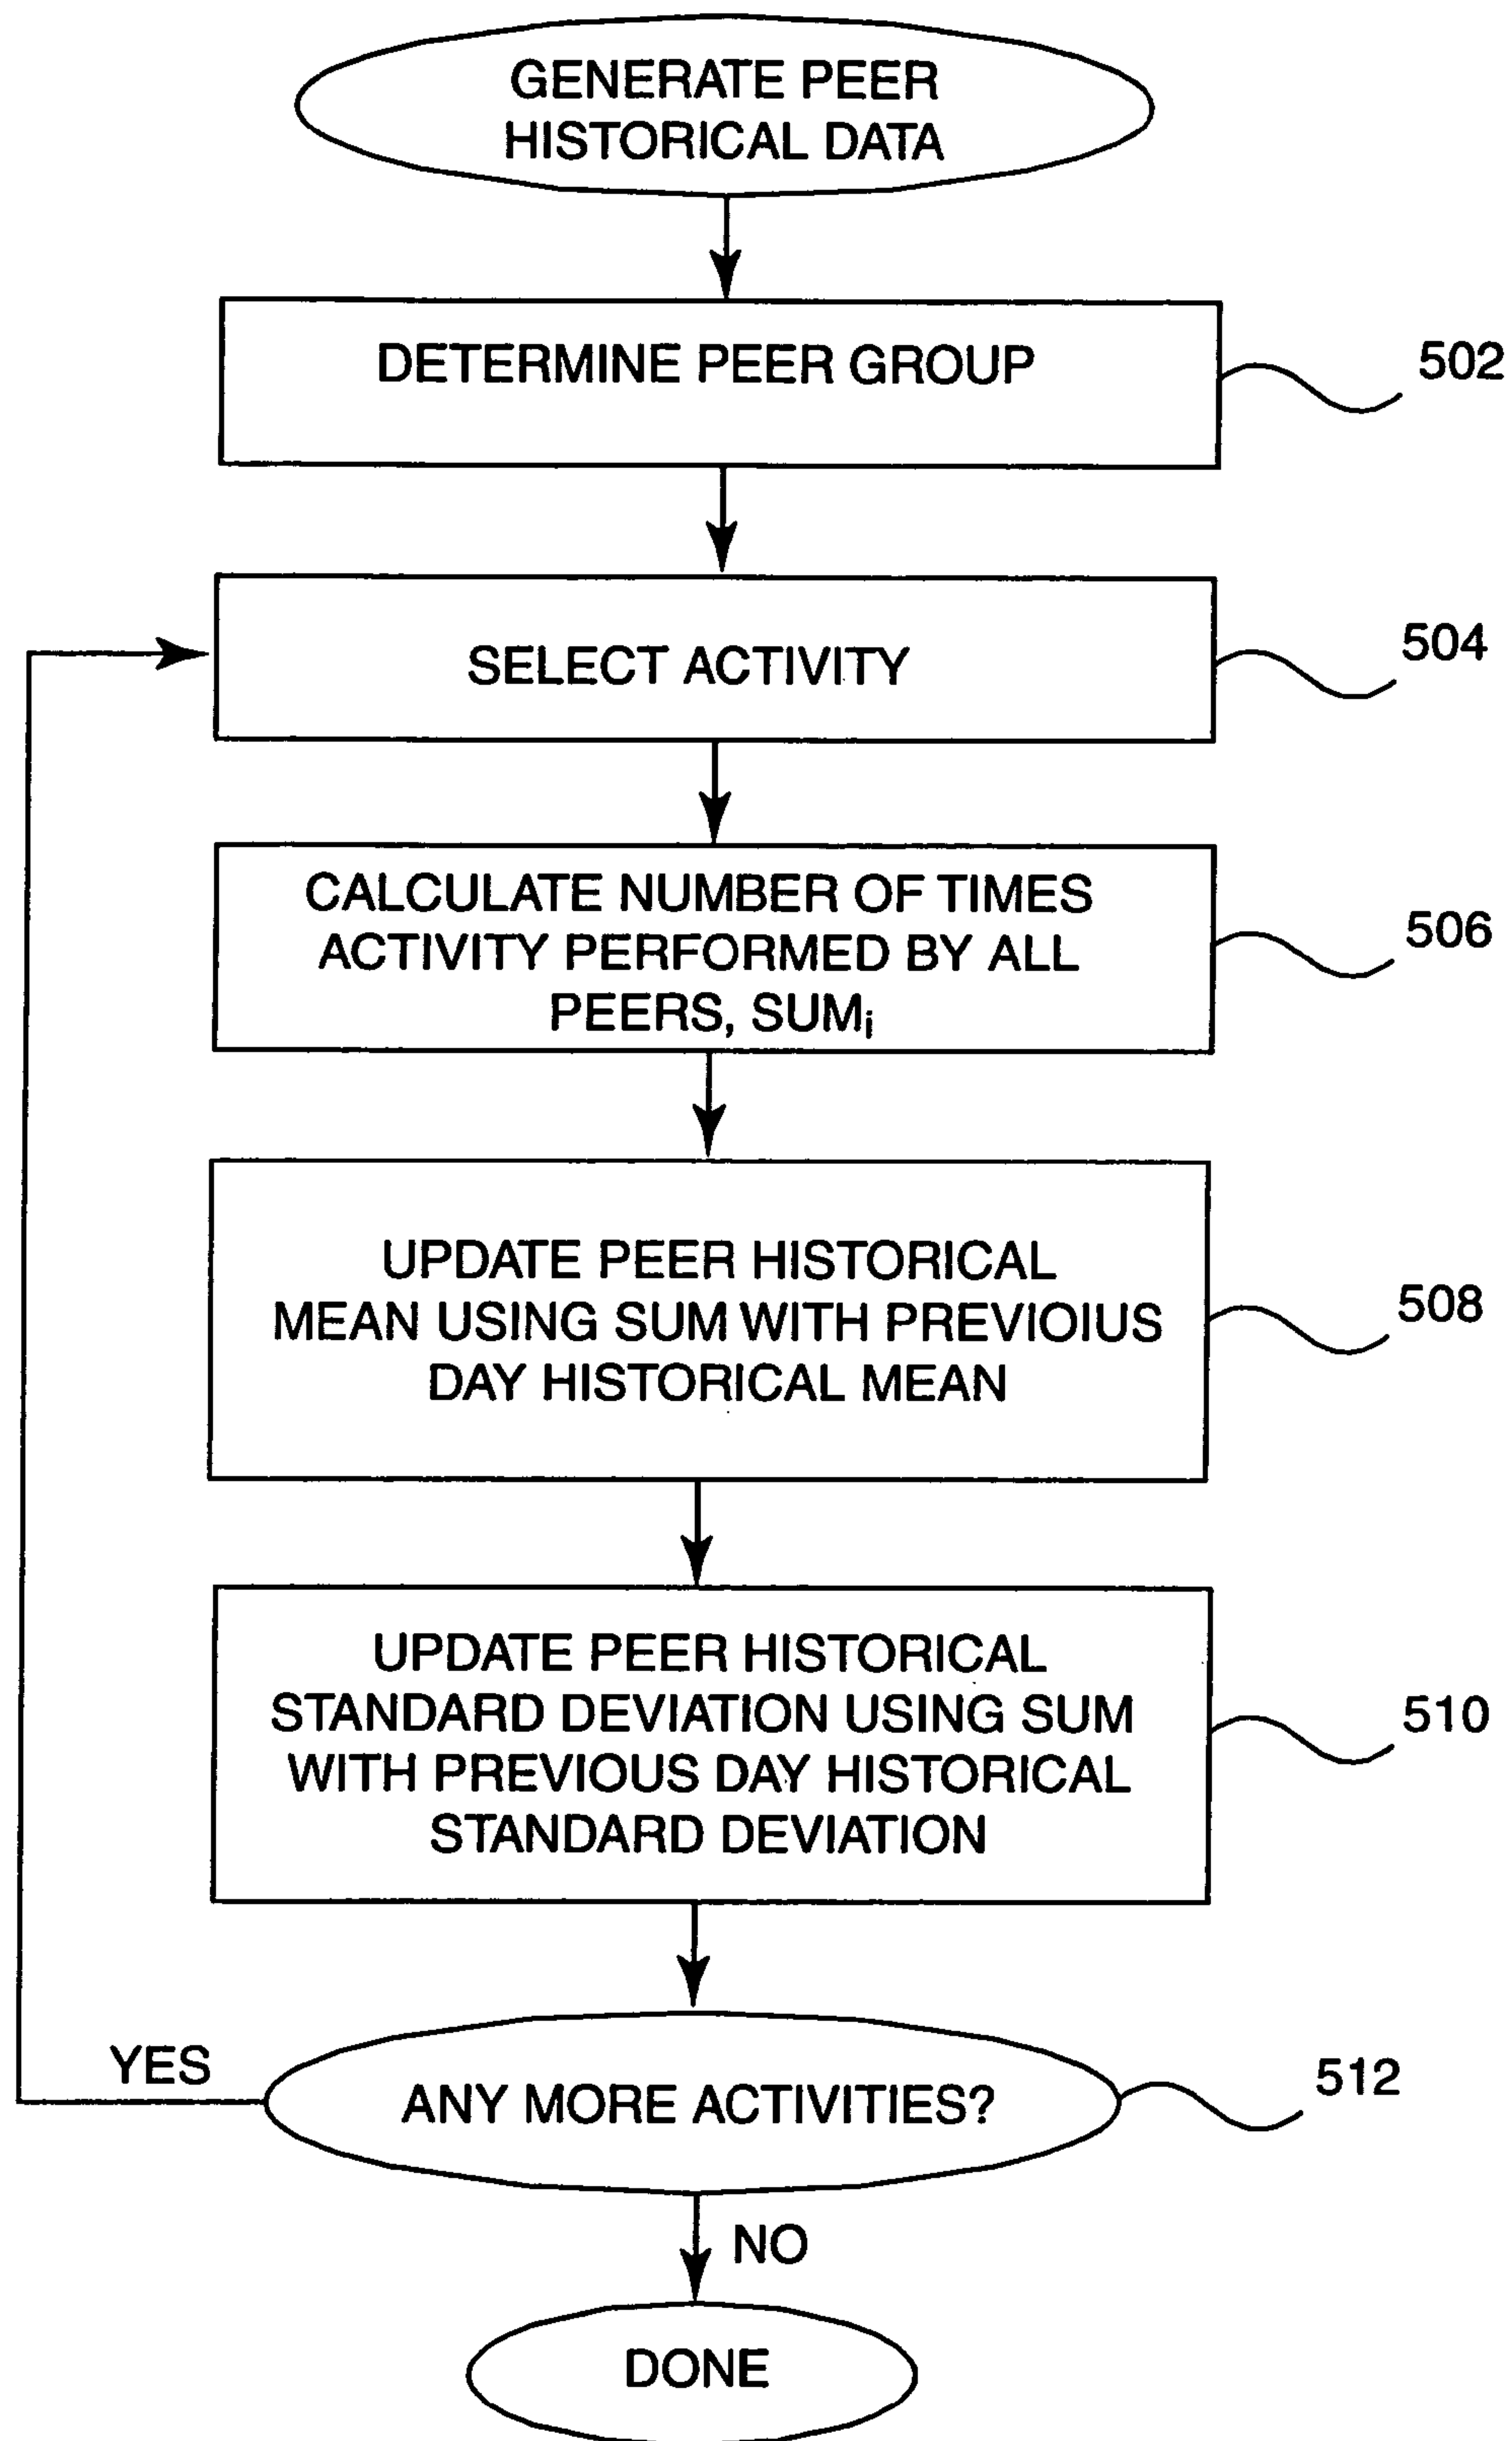 GENERATE PEER
HISTORICAL DATA
DETERMINE PEER GROUP
502
SELECT ACTIVITY
504
CALCULATE NUMBER OF TIMES
ACTIVITY PERFORMED BY ALL
PEERS, SUMi
506
UPDATE PEER HISTORICAL
MEAN USING SUM WITH PREVIOIUS
DAY HISTORICAL MEAN
508
UPDATE PEER HISTORICAL
STANDARD DEVIATION USING SUM
WITH PREVIOUS DAY HISTORICAL
STANDARD DEVIATION
510
YES
ANY MORE ACTIVITIES?
512
NO
DONE